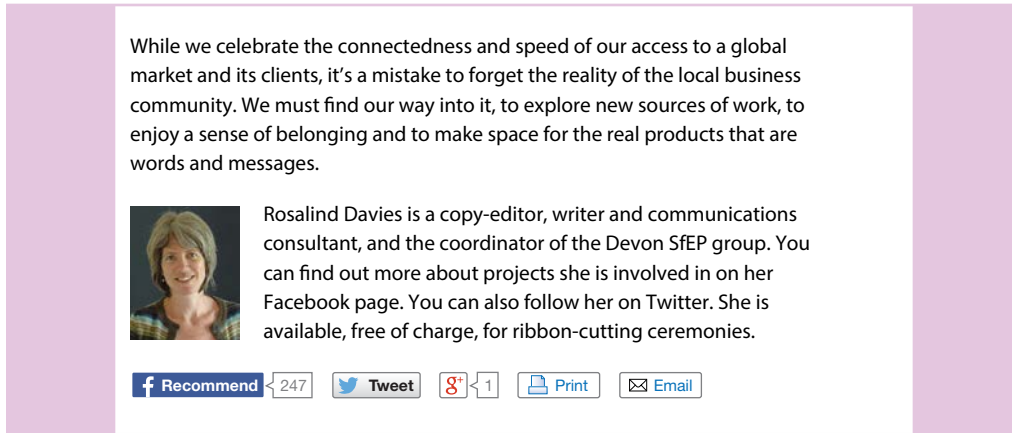 While we celebrate the connectedness and speed of our access to a global
market and its clients, it's a mistake to forget the reality of the local business
community. We must find our way into it, to explore new sources of work, to
enjoy a sense of belonging and to make space for the real products that are
words and messages.
Rosalind Davies is a copy-editor, writer and communications
consultant, and the coordinator of the Devon SfEP group. You
can find out more about projects she is involved in on her
Facebook page. You can also follow her on Twitter. She is
available, free of charge, for ribbon-cutting ceremonies.
f Recommend 247 Tweet g+ 1 Print Email